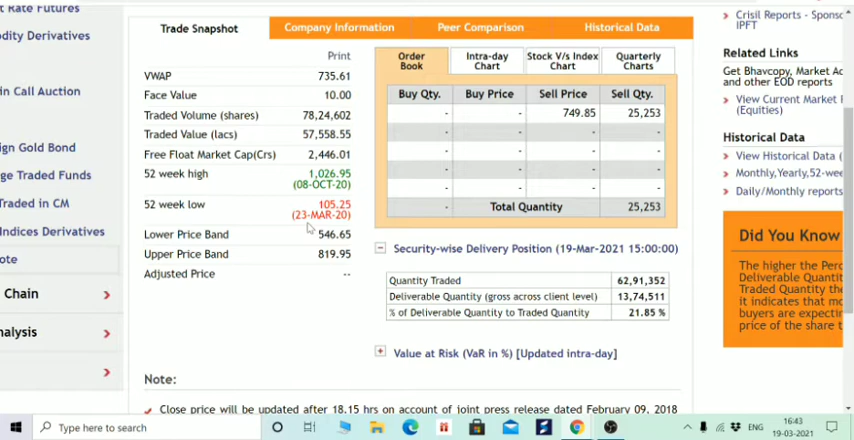 t Rate Futures
odity Derivatives
in Call Auction
ign Gold Bond
ge Traded Funds
Traded in CM
Indices Derivatives
ote
Chain
nalysis
Trade Snapshot
Company Information
Peer Comparison
Historical Data
Print
VWAP 735.61
Face Value 10.00
Traded Volume (shares) 78,24,602
Traded Value (lacs) 57,558.55
Free Float Market Cap(Crs) 2,446.01
52 week high 1,026.95
(08-OCT-20)
52 week low 105.25
(23-MAR-20)
Lower Price Band 546.65
Upper Price Band 819.95
Adjusted Price --
Order
Book
Intra-day
Chart
Stock V/s Index
Chart
Quarterly
Charts
Buy Qty. Buy Price Sell Price Sell Qty.
- - 749.85 25,253
- - - -
- - - -
- - - -
- - - -
- Total Quantity 25,253
Security-wise Delivery Position (19-Mar-2021 15:00:00)
Quantity Traded 62,91,352
Deliverable Quantity (gross across client level) 13,74,511
% of Deliverable Quantity to Traded Quantity 21.85 %
Value at Risk (VaR in %) [Updated intra-day]
Note:
Close price will be updated after 18.15 hrs on account of joint press release dated February 09, 2018
Crisil Reports - Sponso
IPFT
Related Links
Get Bhavcopy, Market Ac
and other EOD reports
View Current Market
(Equities)
Historical Data
View Historical Data (
Monthly,Yearly,52-wee
Daily/Monthly reports
Did You Know
The higher the Perc
Deliverable Quantit
Traded Quantity the
it indicates that mo
buyers are expectin
price of the share t
Type here to search
ENG
16:43
19-03-2021